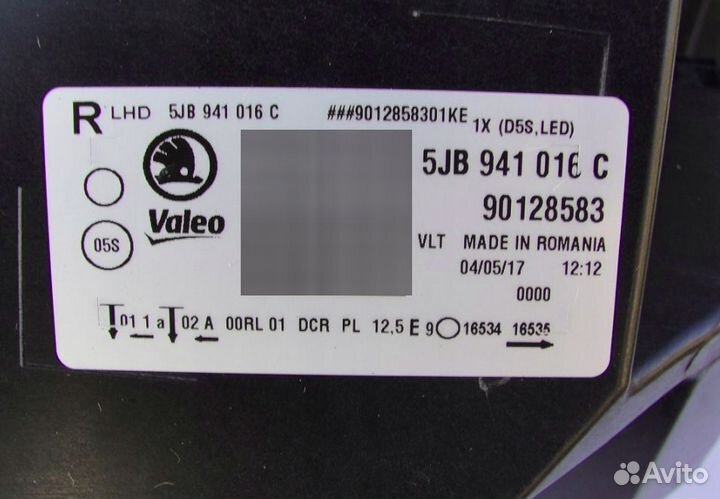 R LHD 5JB 941 016 C ###9012858301KE 1X (D5S,LED)
5JB 941 016 C
Valeo
90128583
05S
VLT MADE IN ROMANIA
04/05/17 12:12
0000
01 1 a 02 A 00RL 01 DCR PL 12,5 E 9 16534 16535
Avito